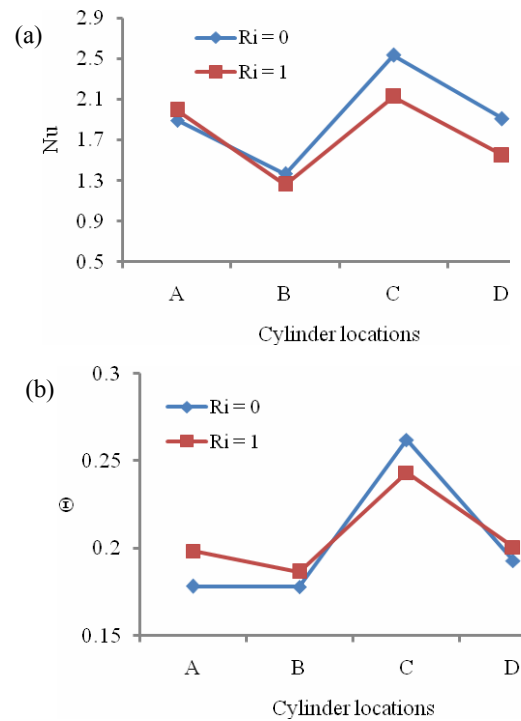 (a)
2.9
2.5
2.1
1.7
1.3
0.9
0.5
Nu
Ri = 0
Ri = 1
A B C D
Cylinder locations
(b)
0.3
0.25
0.2
0.15
Θ
Ri = 0
Ri = 1
A B C D
Cylinder locations